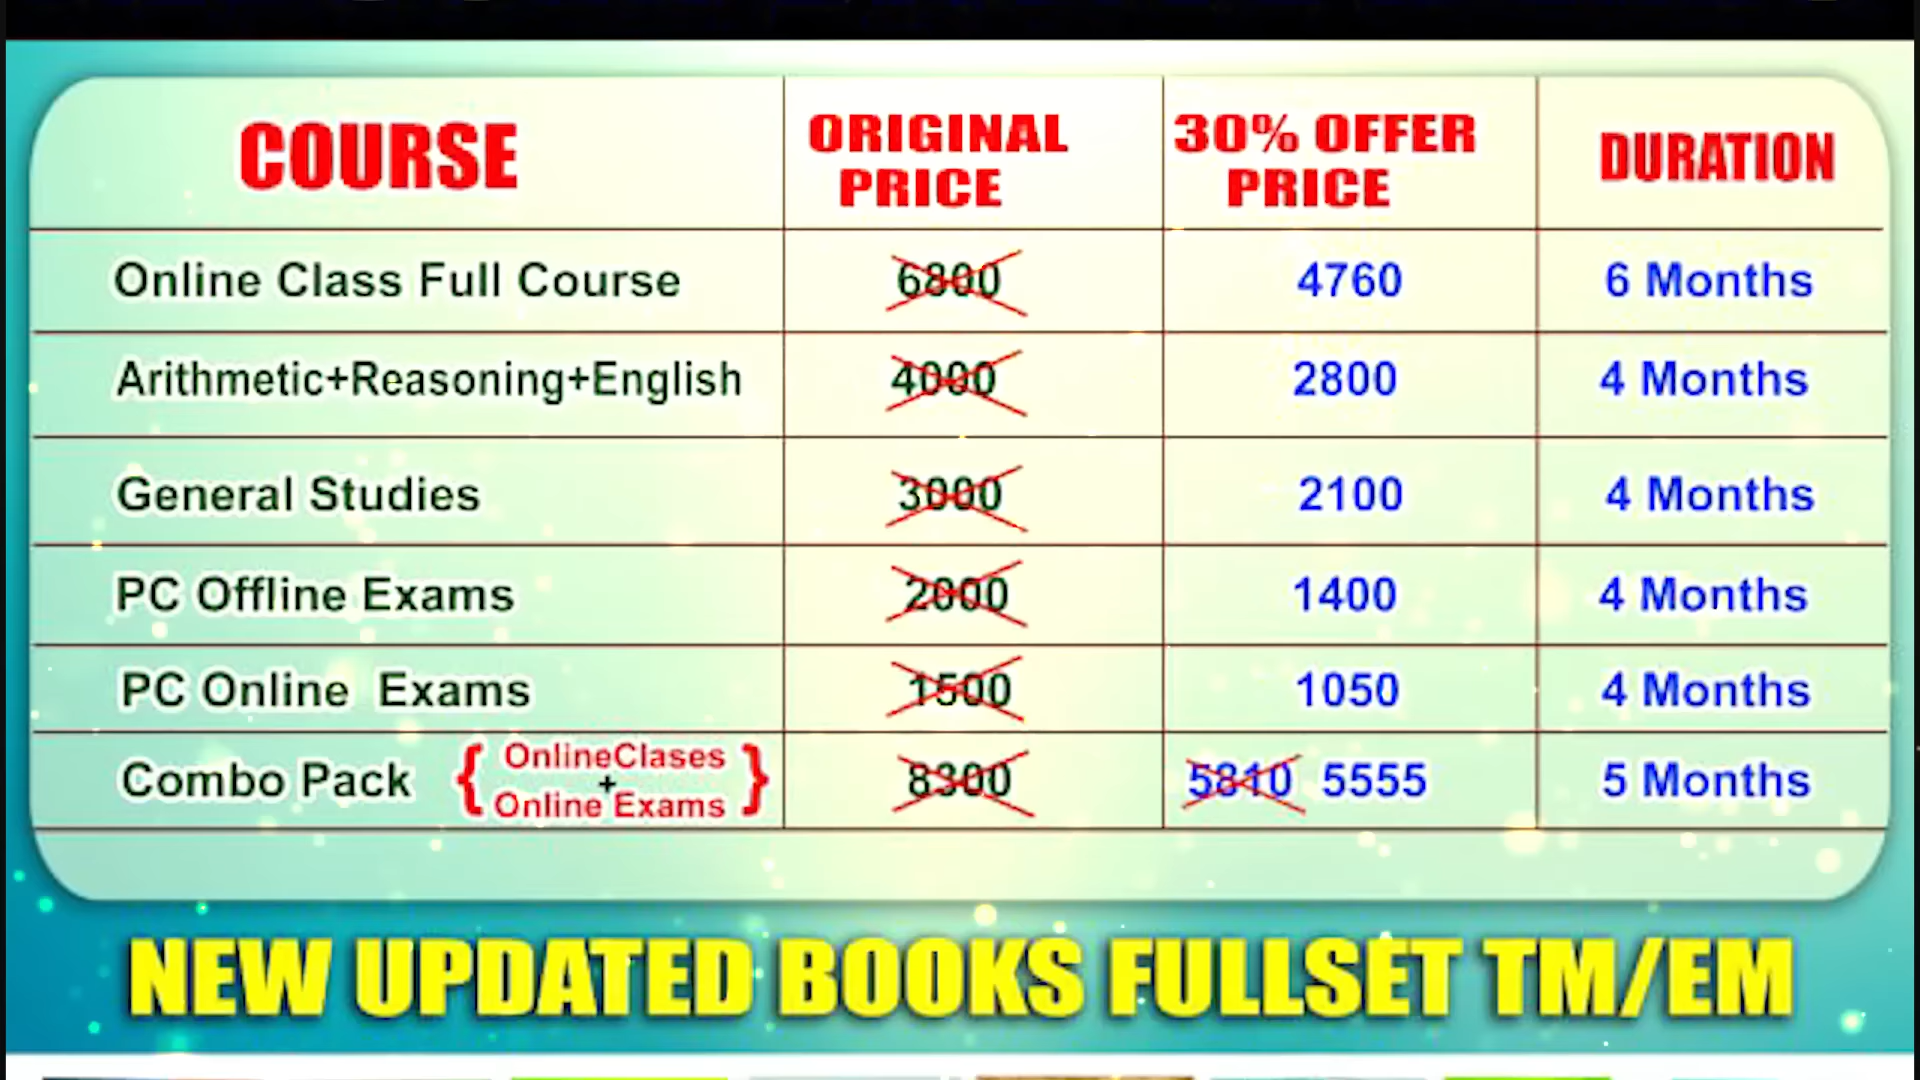 COURSE ORIGINAL PRICE 30% OFFER PRICE DURATION
Online Class Full Course 6800 4760 6 Months
Arithmetic+Reasoning+English 4000 2800 4 Months
General Studies 3000 2100 4 Months
PC Offline Exams 2000 1400 4 Months
PC Online Exams 1500 1050 4 Months
Combo Pack { OnlineClases + Online Exams } 8300 5810 5555 5 Months
NEW UPDATED BOOKS FULLSET TM/EM